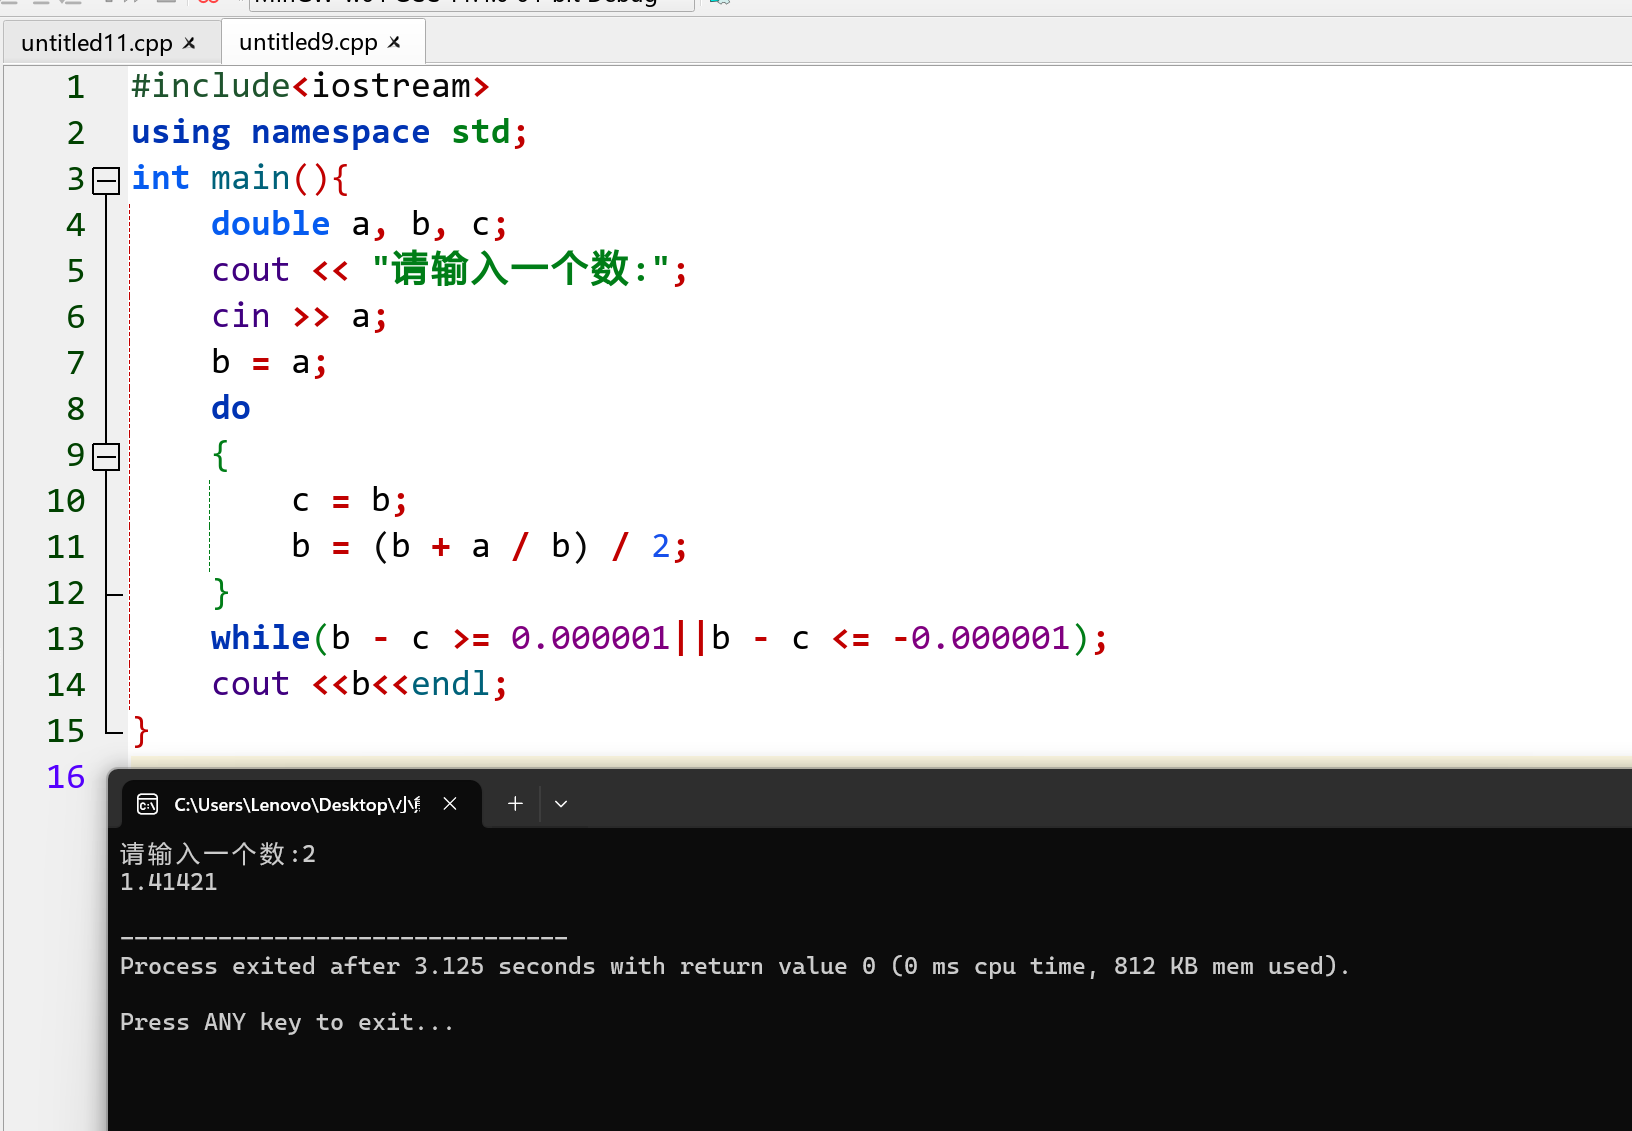 untitled11.cpp × untitled9.cpp ×
1 #include<iostream>
2 using namespace std;
3 int main(){
4 double a, b, c;
5 cout << "请输入一个数:";
6 cin >> a;
7 b = a;
8 do
9 {
10 c = b;
11 b = (b + a / b) / 2;
12 }
13 while(b - c >= 0.000001||b - c <= -0.000001);
14 cout <<b<<endl;
15 }
16
C:\Users\Lenovo\Desktop\小
请输入一个数:2
1.41421
--------------------------------
Process exited after 3.125 seconds with return value 0 (0 ms cpu time, 812 KB mem used).
Press ANY key to exit...